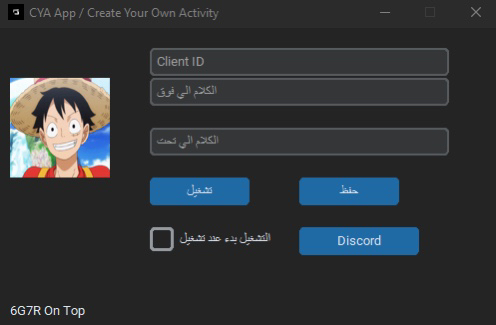 CYA App / Create Your Own Activity
Client ID
الكلام الي فوق
الكلام الي تحت
تشغيل
حفظ
التشغيل بدء عند تشغيل
Discord
6G7R On Top